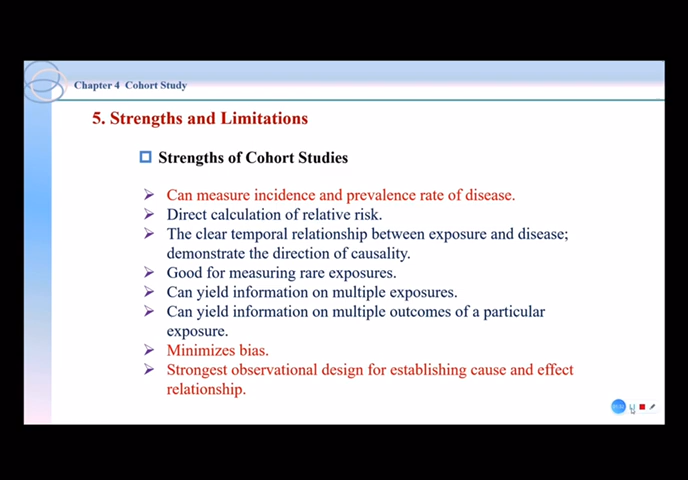 Chapter 4 Cohort Study
5. Strengths and Limitations
Strengths of Cohort Studies
Can measure incidence and prevalence rate of disease.
Direct calculation of relative risk.
The clear temporal relationship between exposure and disease;
demonstrate the direction of causality.
Good for measuring rare exposures.
Can yield information on multiple exposures.
Can yield information on multiple outcomes of a particular
exposure.
Minimizes bias.
Strongest observational design for establishing cause and effect
relationship.